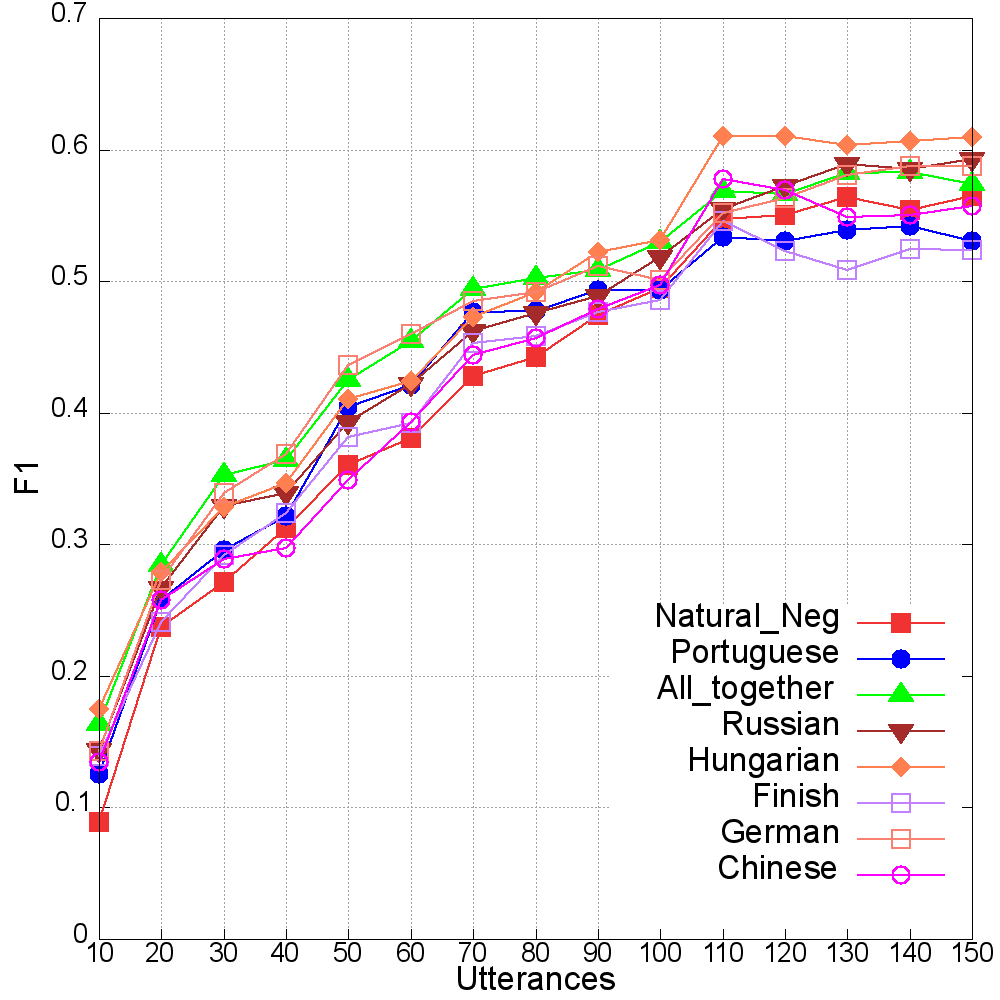 0.7
0.6
0.5
0.4
0.3
0.2
0.1
0
F1
Natural_Neg
Portuguese
All_together
Russian
Hungarian
Finish
German
Chinese
10 20 30 40 50 60 70 80 90 100 110 120 130 140 150
Utterances